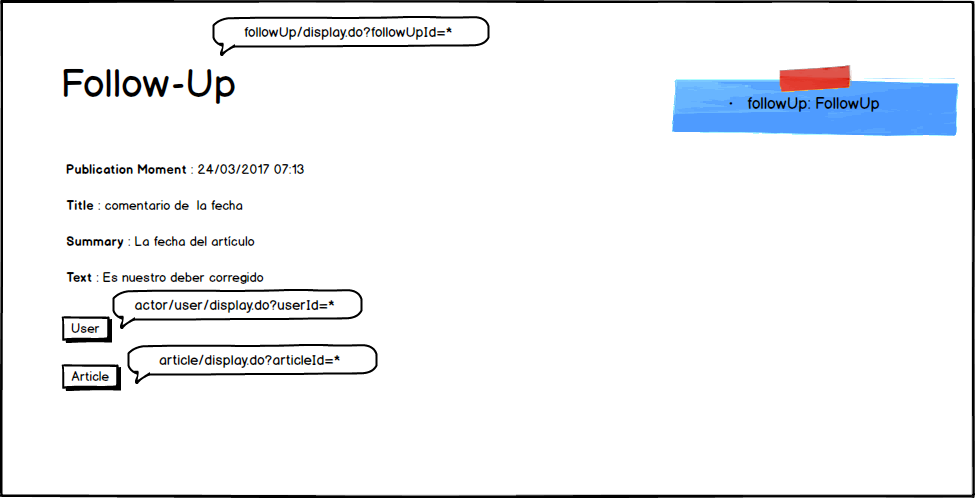 followUp/display.do?followUpId=*
Follow-Up
• followUp: FollowUp
Publication Moment : 24/03/2017 07:13
Title : comentario de la fecha
Summary : La fecha del artículo
Text : Es nuestro deber corregido
actor/user/display.do?userId=*
User
article/display.do?articleId=*
Article